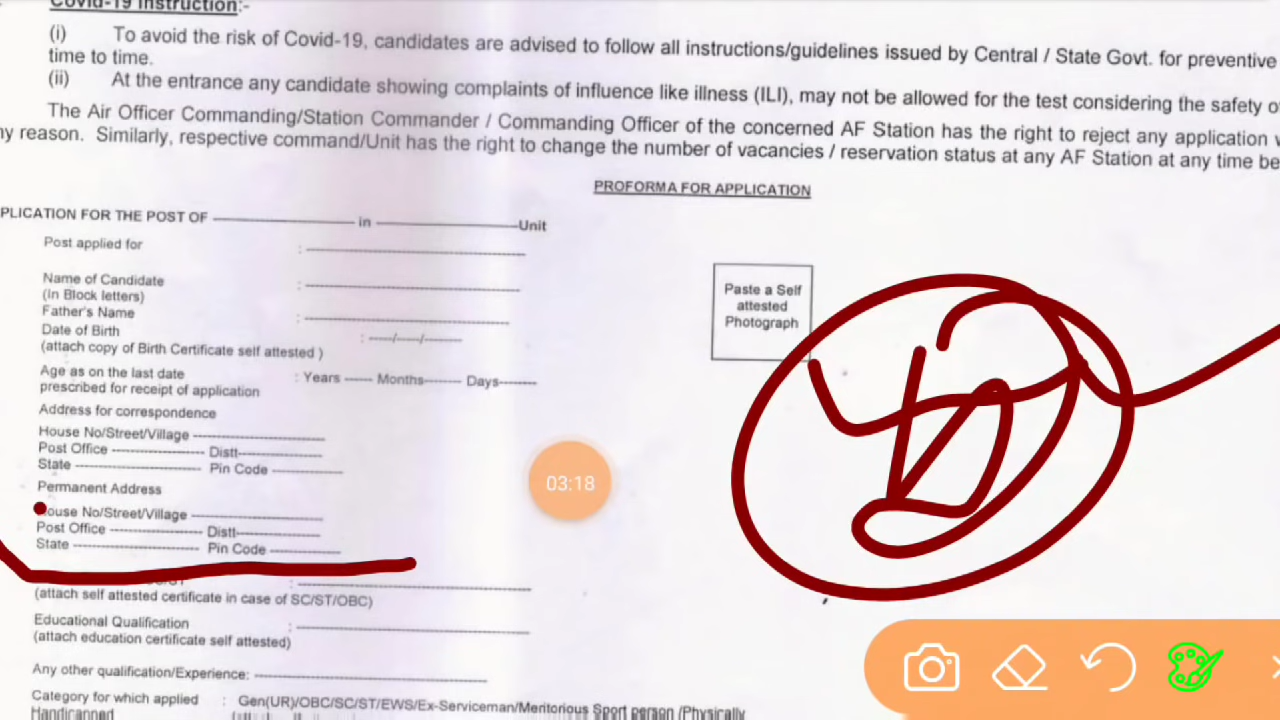 Covid-19 Instruction:-
(i) To avoid the risk of Covid-19, candidates are advised to follow all instructions/guidelines issued by Central / State Govt. for preventive
time to time.
(ii) At the entrance any candidate showing complaints of influence like illness (ILI), may not be allowed for the test considering the safety o
The Air Officer Commanding/Station Commander / Commanding Officer of the concerned AF Station has the right to reject any application
ny reason. Similarly, respective command/Unit has the right to change the number of vacancies / reservation status at any AF Station at any time be
PROFORMA FOR APPLICATION
PLICATION FOR THE POST OF ---------- in ---------- Unit
Post applied for : ----------
Name of Candidate : ----------
(In Block letters)
Father's Name : ----------
Date of Birth : -----/-----/-----
(attach copy of Birth Certificate self attested )
Age as on the last date : Years ------ Months-------- Days--------
prescribed for receipt of application
Address for correspondence
House No/Street/Village ----------
Post Office ---------- Distt----------
State ---------- Pin Code ----------
Permanent Address
ouse No/Street/Village ----------
Post Office ---------- Distt----------
State ---------- Pin Code ----------
: ----------
(attach self attested certificate in case of SC/ST/OBC)
Educational Qualification : ----------
(attach education certificate self attested)
Any other qualification/Experience: ----------
Category for which applied : Gen(UR)/OBC/SC/ST/EWS/Ex-Serviceman/Meritorious Sport person /Physically
Handicapped
Paste a Self
attested
Photograph
03:18